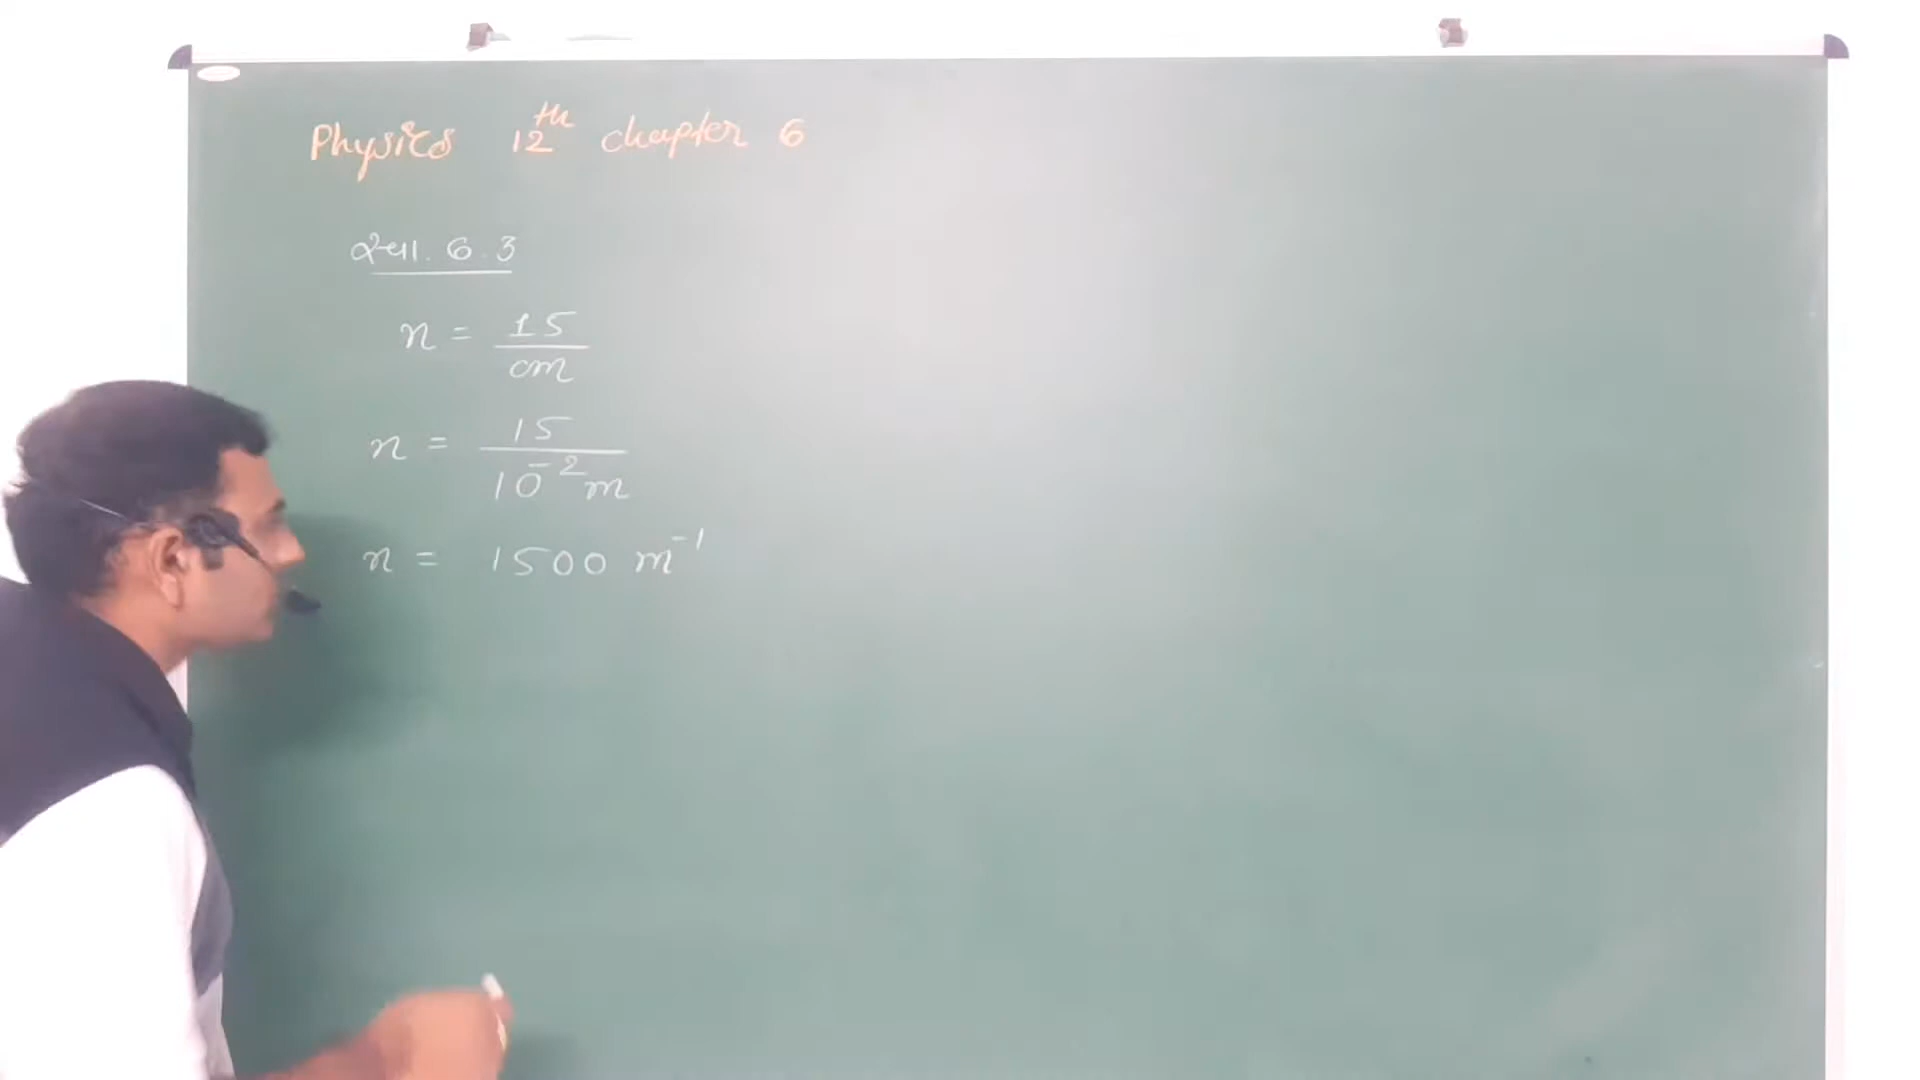 Physics 12th chapter 6
સ્વા. 6.3
n = 15/cm
n = 15/10⁻² m
n = 1500 m⁻¹